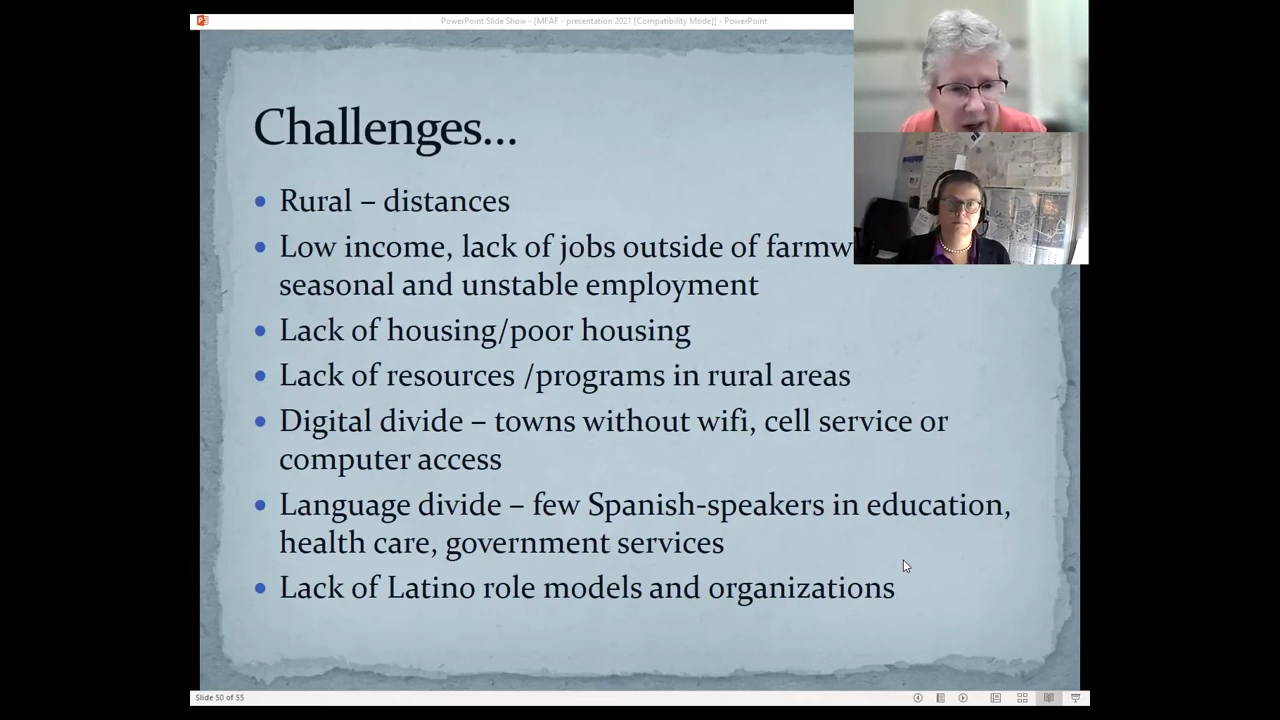 PowerPoint Slide Show - [MFAF - presentation 2021 [Compatibility Mode]] - PowerPoint
Challenges...
• Rural – distances
• Low income, lack of jobs outside of
seasonal and unstable employment
• Lack of housing/poor housing
• Lack of resources /programs in rural areas
• Digital divide – towns without wifi, cell service or
computer access
• Language divide – few Spanish-speakers in education,
health care, government services
• Lack of Latino role models and organizations
Slide 50 of 55